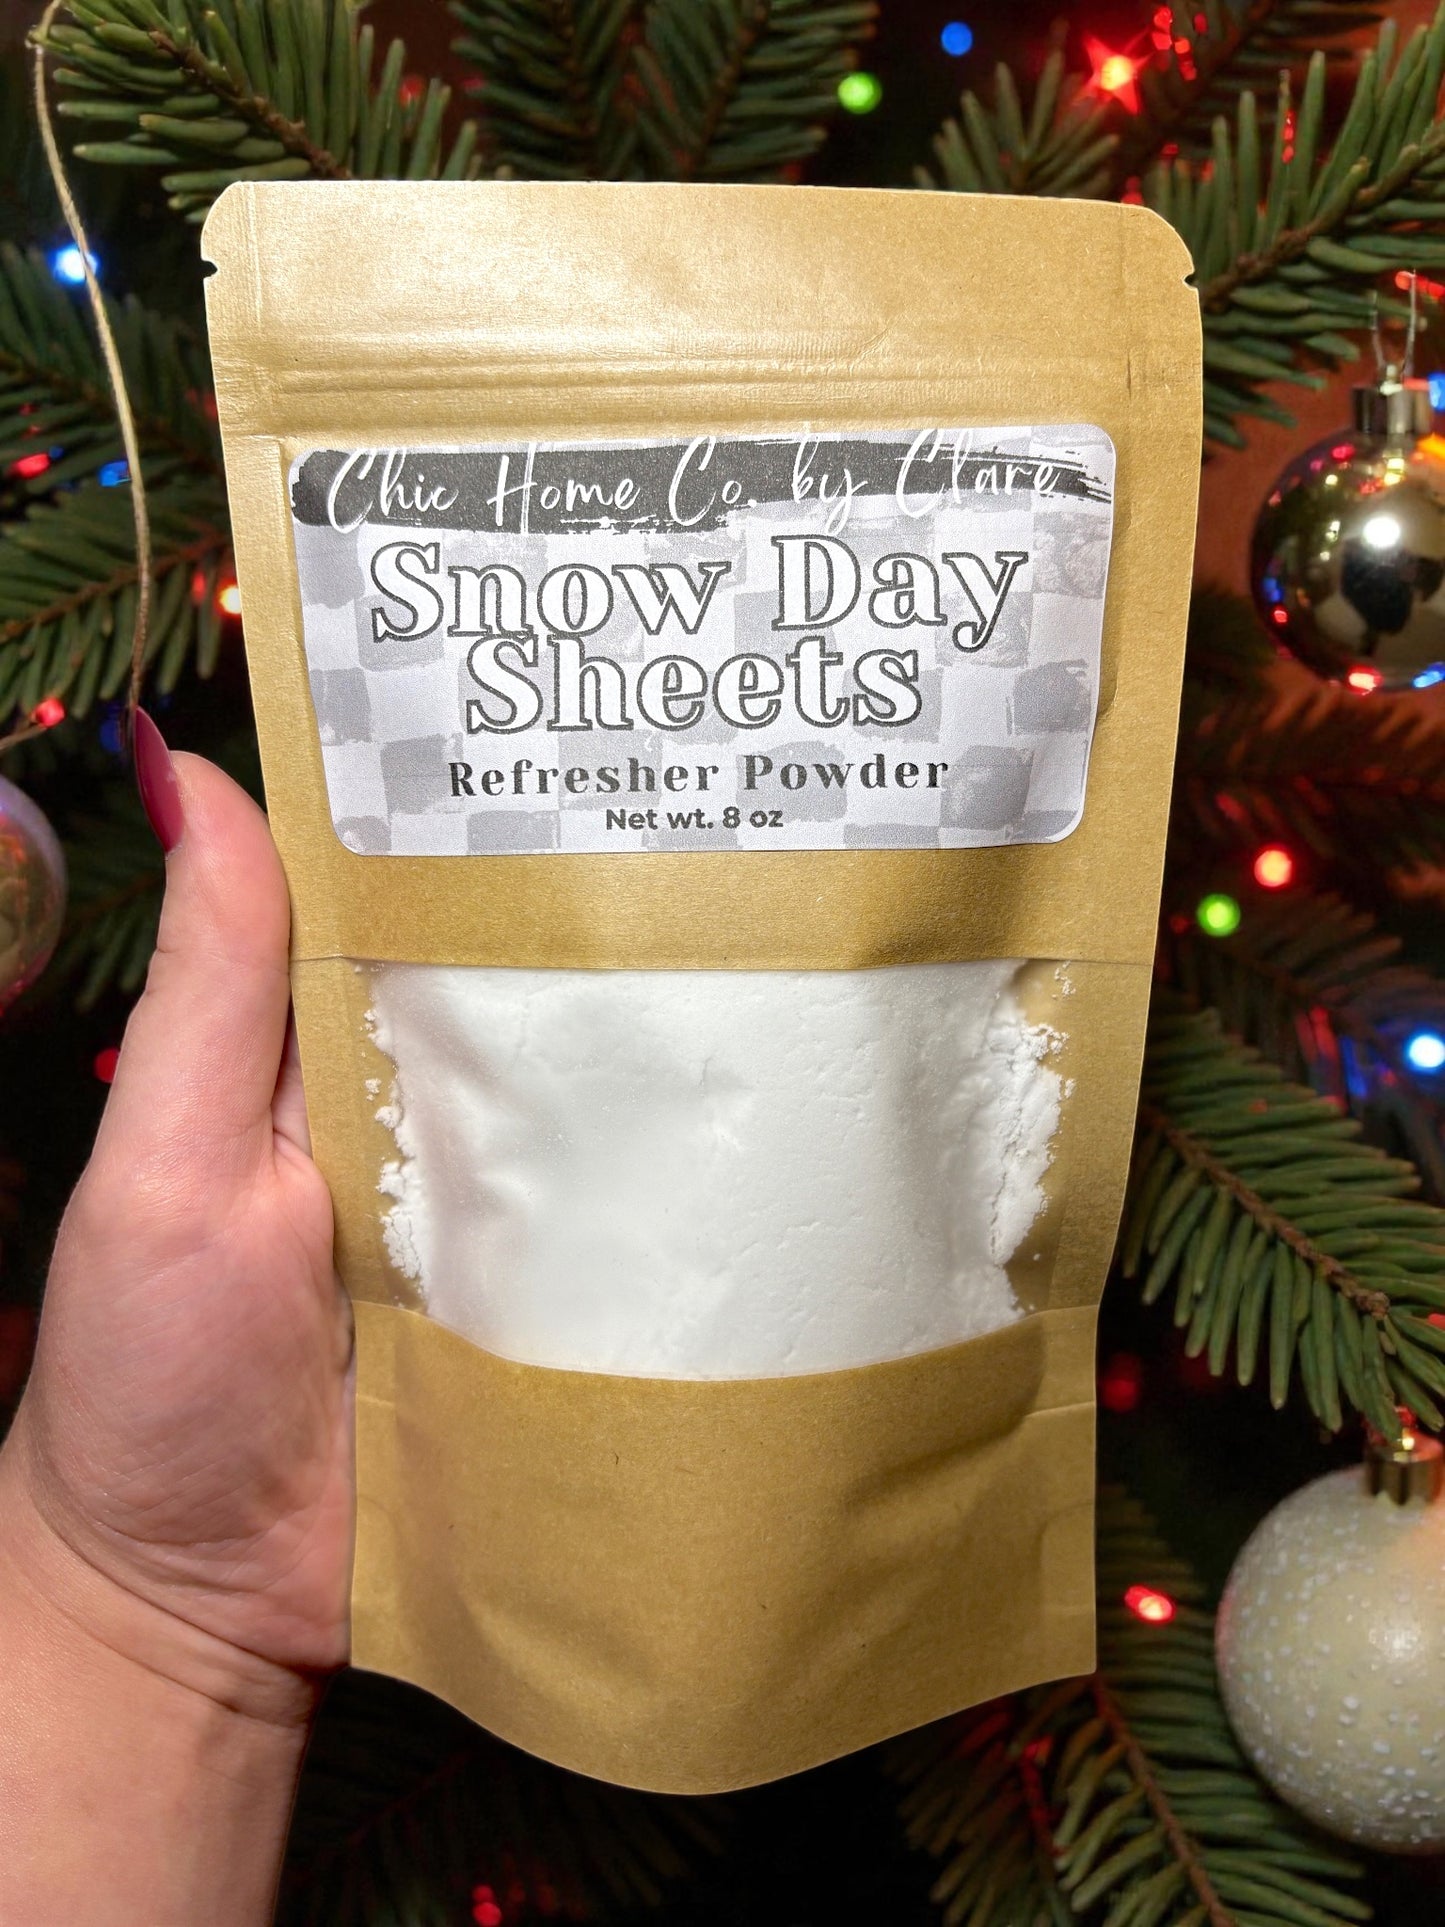 Chic Home Co. by Clare
Snow Day
Sheets
Refresher Powder
Net wt. 8 oz